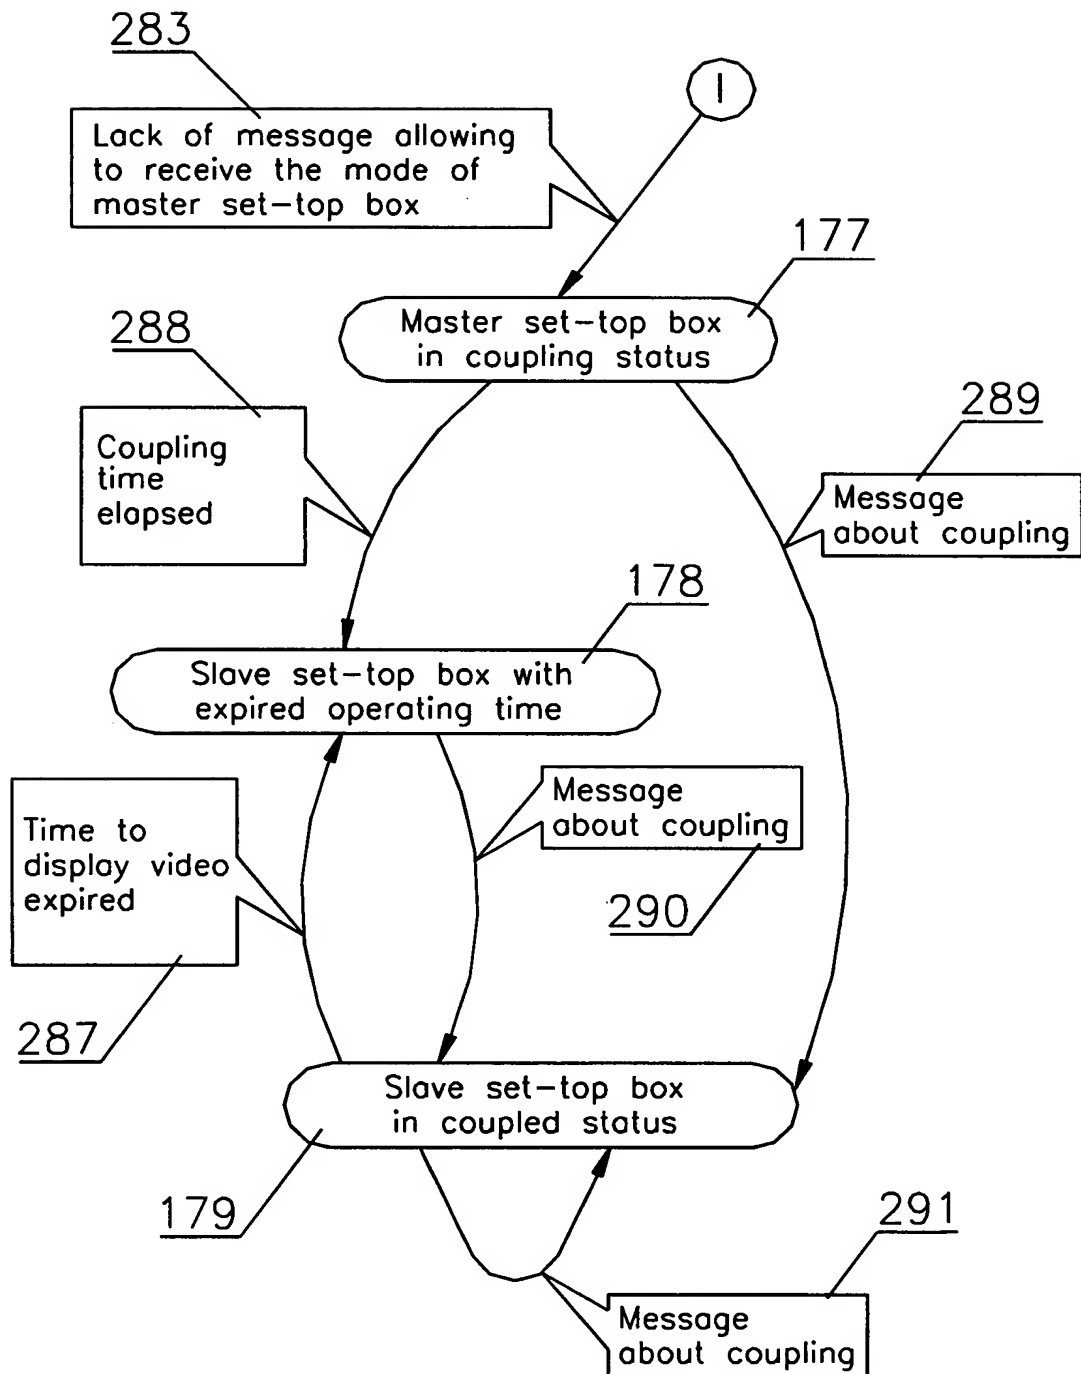 283
I
Lack of message allowing
to receive the mode of
master set-top box
177
Master set-top box
in coupling status
288
Coupling
time
elapsed
289
Message
about coupling
178
Slave set-top box with
expired operating time
Message
about coupling
290
Time to
display video
expired
287
Slave set-top box
in coupled status
179
291
Message
about coupling